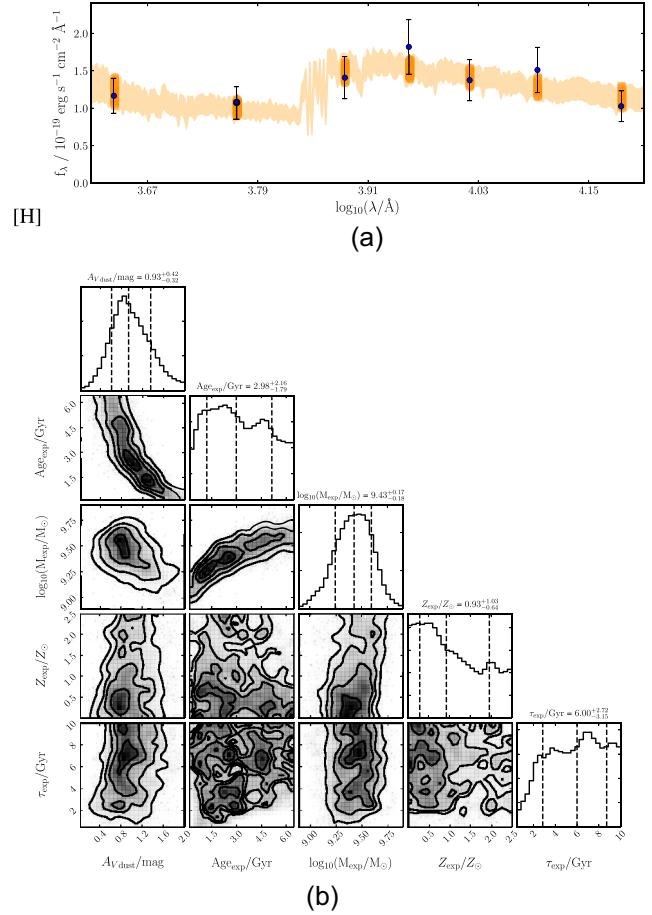 2.0
1.5
1.0
0.5
0.0
f_λ / 10⁻¹⁹ erg s⁻¹ cm⁻² Å⁻¹
3.67 3.79 3.91 4.03 4.15
log₁₀(λ/Å)
[H]
(a)
A_V dust/mag = 0.93 +0.42 −0.32
Age_exp/Gyr = 2.98 +2.16 −1.79
6.0
4.5
3.0
1.5
Age_exp/Gyr
log₁₀(M_exp/M⊙) = 9.43 +0.17 −0.18
9.75
9.50
9.25
9.00
log₁₀(M_exp/M⊙)
Z_exp/Z⊙ = 0.93 +1.03 −0.64
2.5
2.0
1.5
1.0
0.5
Z_exp/Z⊙
τ_exp/Gyr = 6.00 +2.72 −3.15
10
8
6
4
2
τ_exp/Gyr
0.4 0.8 1.2 1.6 2.0 1.5 3.0 4.5 6.0 9.00 9.25 9.50 9.75 0.5 1.0 1.5 2.0 2.5 2 4 6 8 10
A_V dust/mag Age_exp/Gyr log₁₀(M_exp/M⊙) Z_exp/Z⊙ τ_exp/Gyr
(b)